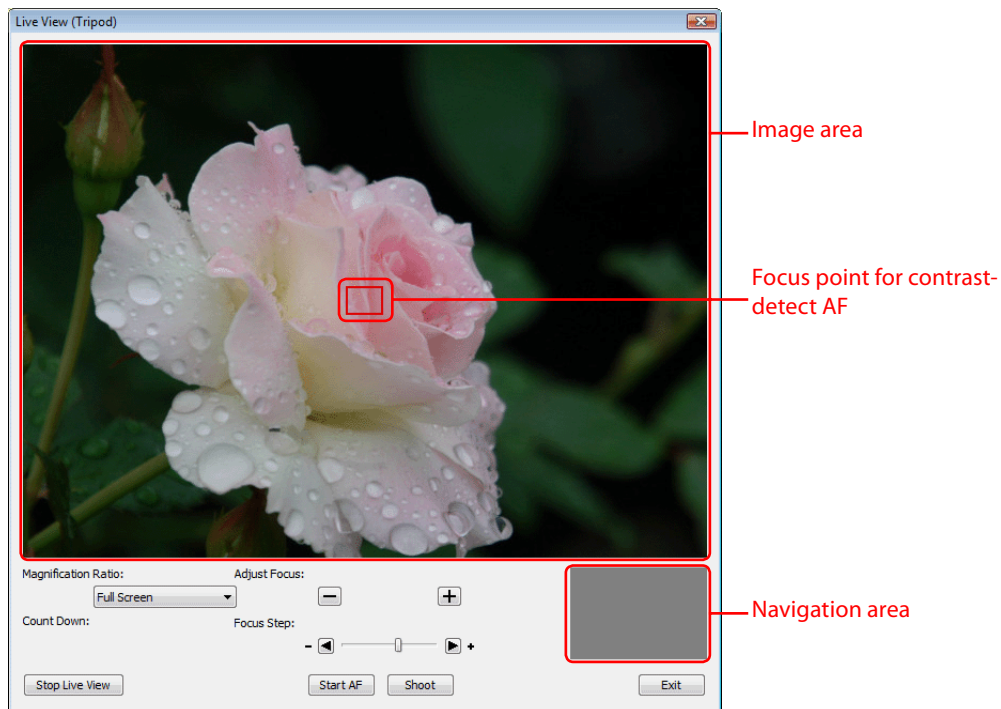 Live View (Tripod)
Image area
Focus point for contrast-
detect AF
Magnification Ratio:
Adjust Focus:
Full Screen
Count Down:
Focus Step:
- +
Navigation area
Stop Live View
Start AF
Shoot
Exit